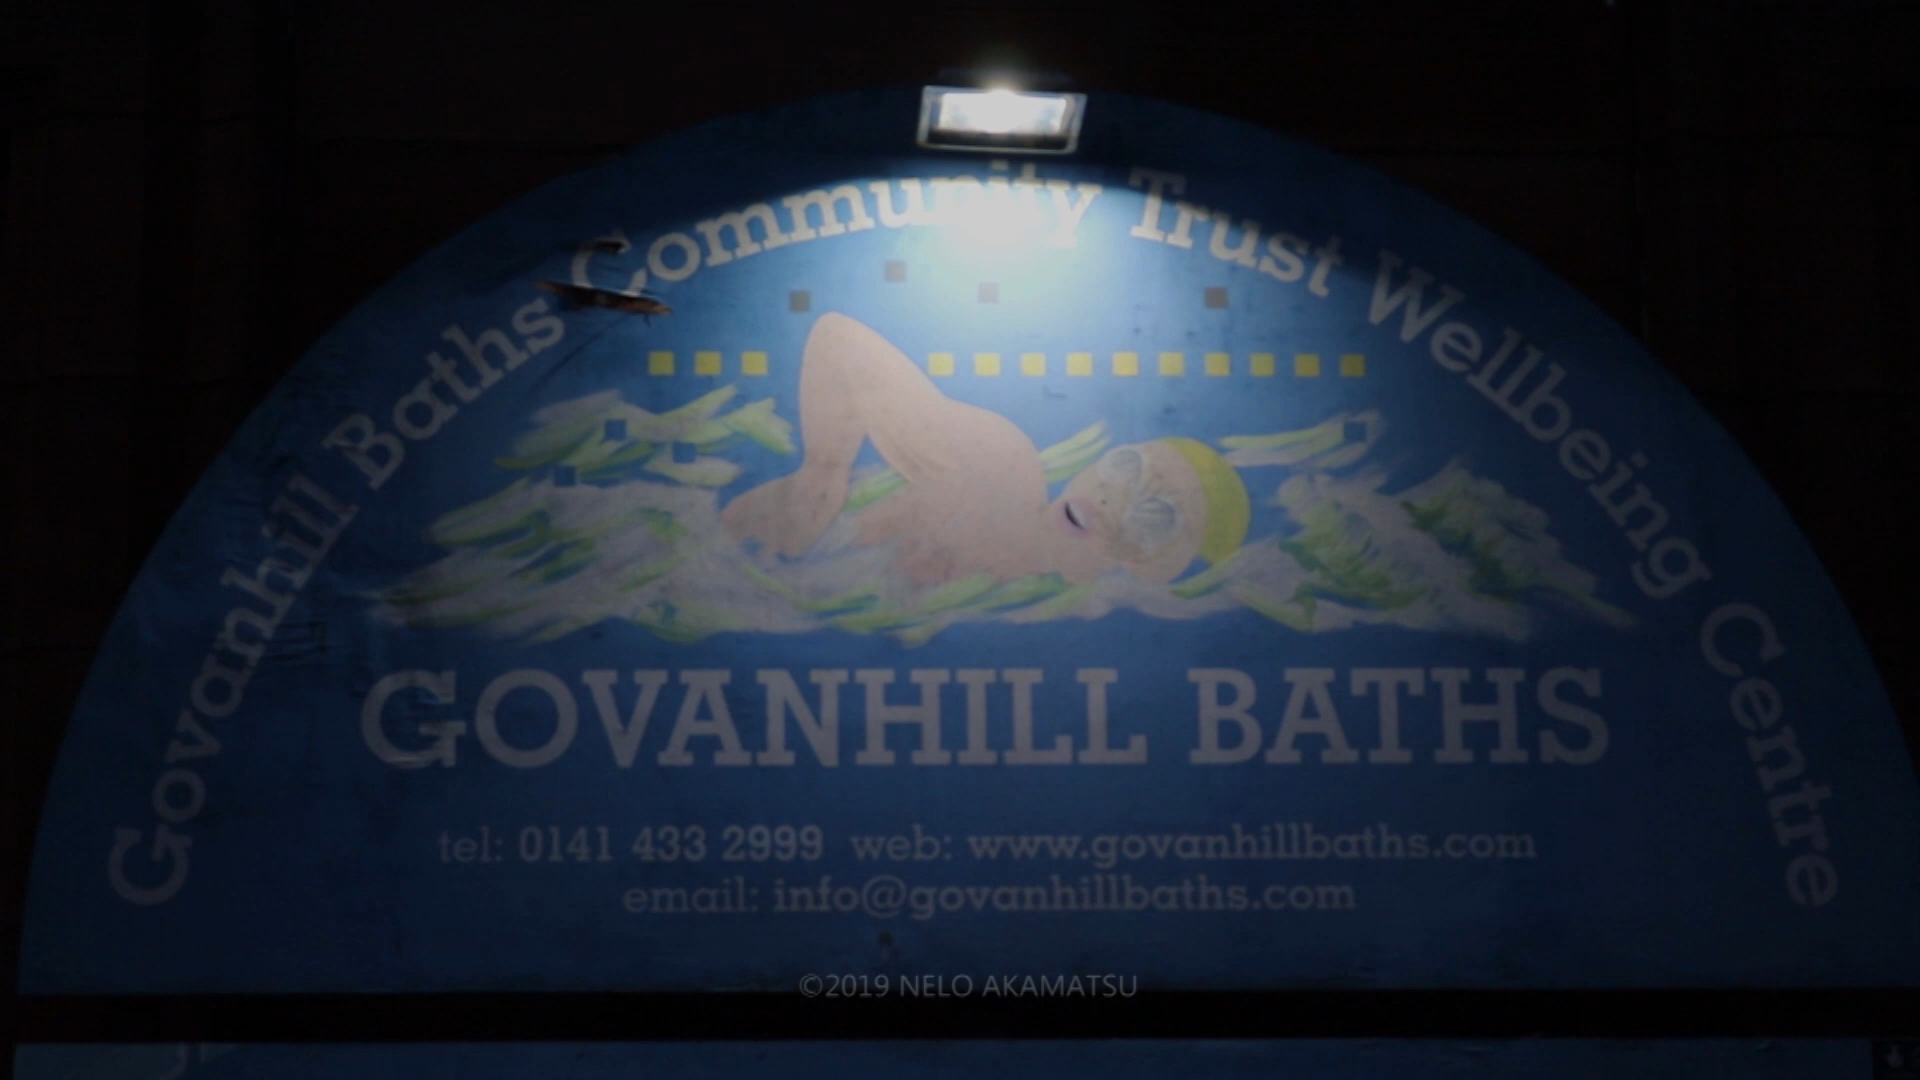 Govanhill Baths Community Trust Wellbeing Centre
GOVANHILL BATHS
tel: 0141 433 2999 web: www.govanhillbaths.com
email: info@govanhillbaths.com
©2019 NELO AKAMATSU